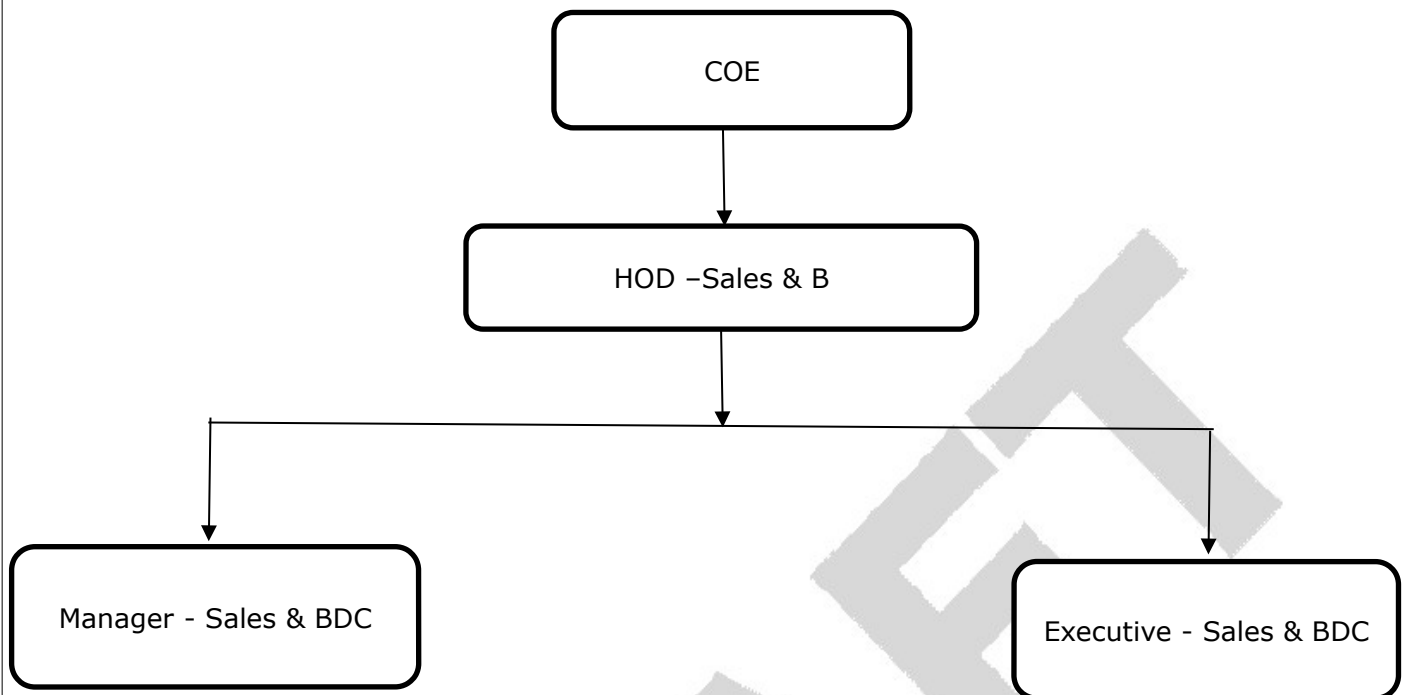 COE
HOD –Sales & B
Manager - Sales & BDC
Executive - Sales & BDC